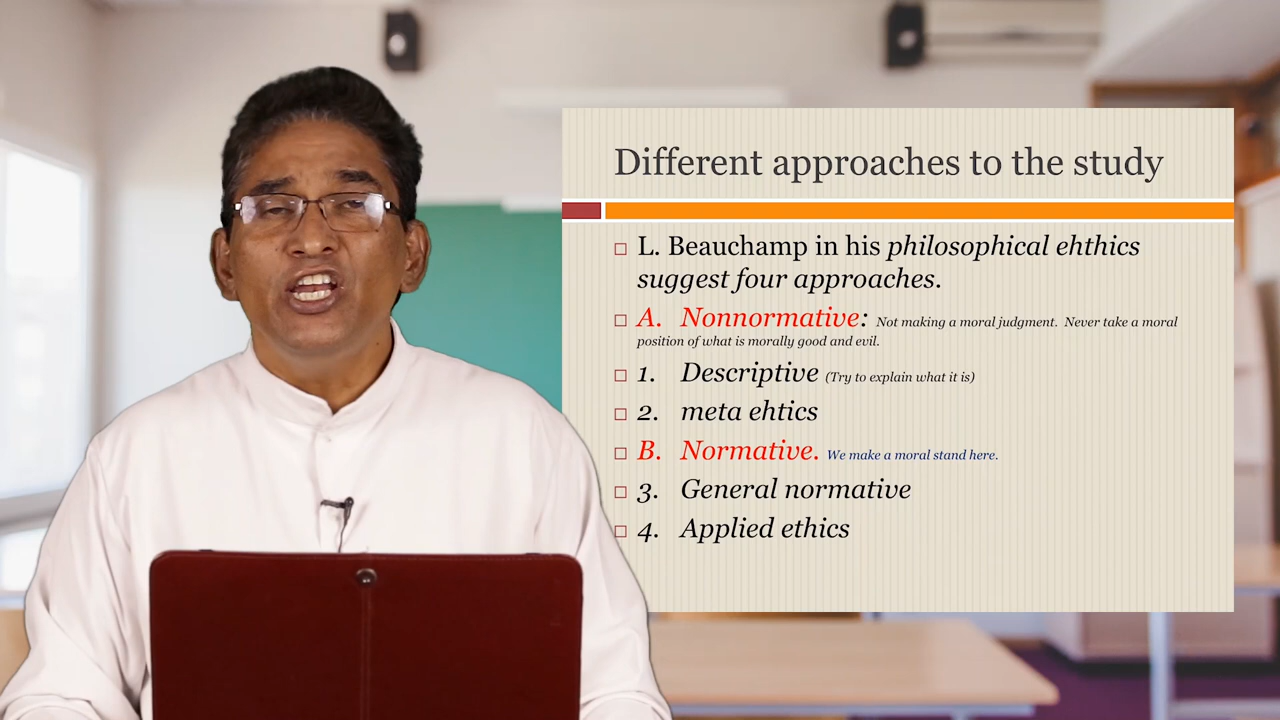 Different approaches to the study
L. Beauchamp in his philosophical ehthics
suggest four approaches.
A. Nonnormative: Not making a moral judgment. Never take a moral
position of what is morally good and evil.
1. Descriptive (Try to explain what it is)
2. meta ehtics
B. Normative. We make a moral stand here.
3. General normative
4. Applied ethics